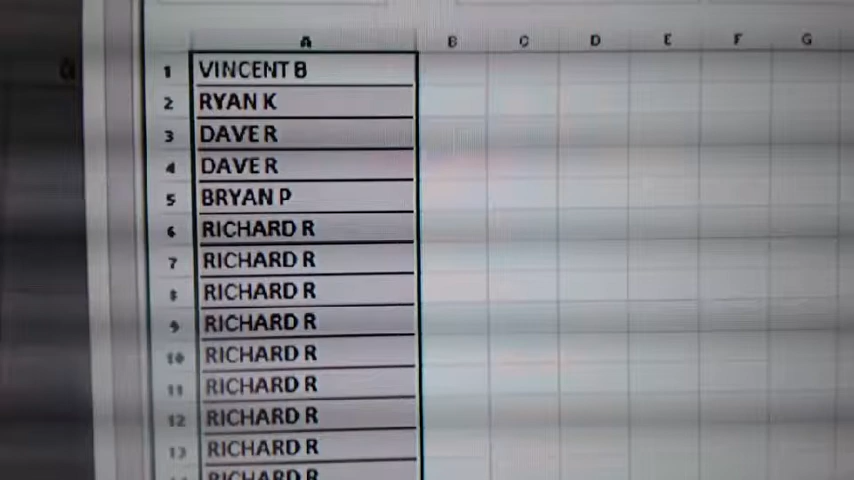 A B C D E F G
1 VINCENT B
2 RYAN K
3 DAVE R
4 DAVE R
5 BRYAN P
6 RICHARD R
7 RICHARD R
8 RICHARD R
9 RICHARD R
10 RICHARD R
11 RICHARD R
12 RICHARD R
13 RICHARD R
RICHARD R